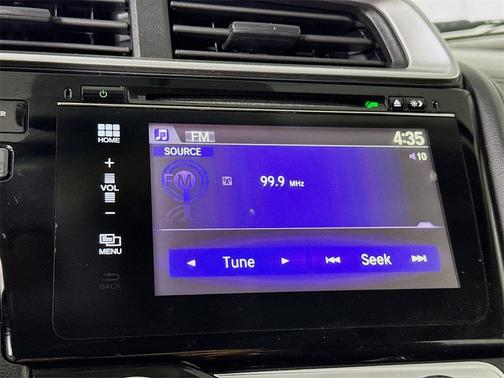 FM
4:35
SOURCE
10
FM
99.9 MHz
Tune
Seek
HOME
+
VOL
−
MENU
BACK